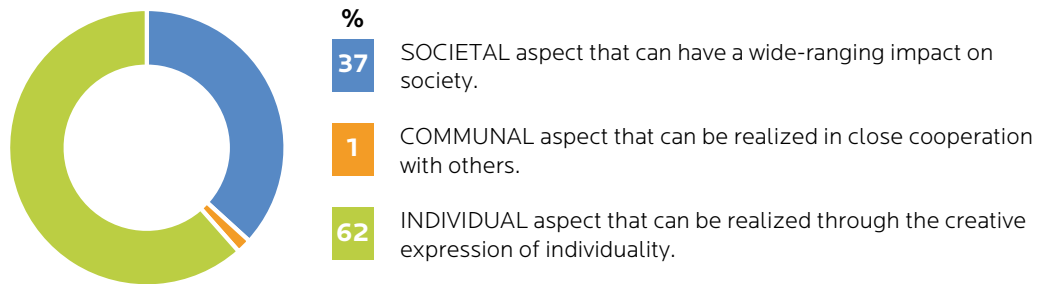 %
37
SOCIETAL aspect that can have a wide-ranging impact on
society.
1
COMMUNAL aspect that can be realized in close cooperation
with others.
62
INDIVIDUAL aspect that can be realized through the creative
expression of individuality.